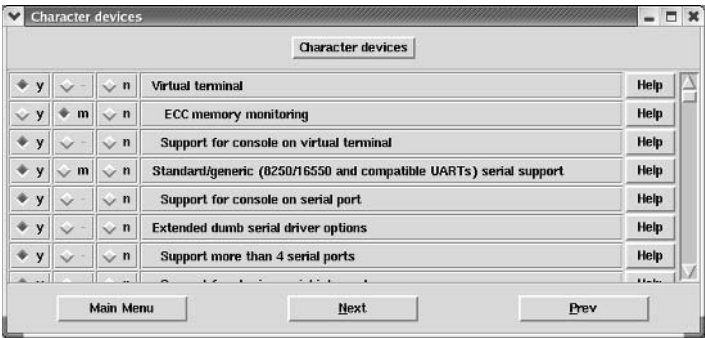 Character devices
Character devices
y - n Virtual terminal Help
y m n ECC memory monitoring Help
y - n Support for console on virtual terminal Help
y m n Standard/generic (8250/16550 and compatible UARTs) serial support Help
y - n Support for console on serial port Help
y - n Extended dumb serial driver options Help
y - n Support more than 4 serial ports Help
Main Menu Next Prev